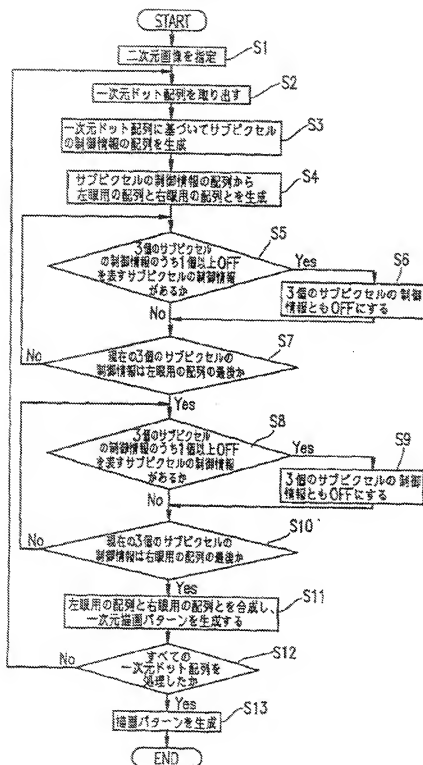 START
S1
二次元画像を指定
S2
一次元ドット配列を取り出す
S3
一次元ドット配列に基づいてサブピクセル
の制御情報の配列を生成
S4
サブピクセルの制御情報の配列から
左眼用の配列と右眼用の配列とを生成
S5
3個のサブピクセル
の制御情報のうち1個以上OFF
を表すサブピクセルの制御情報
があるか
Yes
S6
3個のサブピクセルの制御
情報ともOFFにする
No
S7
現在の3個のサブピクセルの
制御情報は左眼用の配列の最後か
No
Yes
S8
3個のサブピクセル
の制御情報のうち1個以上OFF
を表すサブピクセルの制御情報
があるか
Yes
S9
3個のサブピクセルの制御
情報ともOFFにする
No
S10
現在の3個のサブピクセルの
制御情報は右眼用の配列の最後か
No
Yes
S11
左眼用の配列と右眼用の配列とを合成し、
一次元描画パターンを生成する
S12
すべての
一次元ドット配列を
処理したか
No
Yes
S13
描画パターンを生成
END